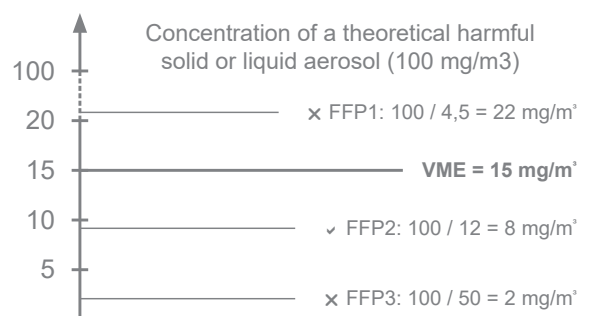 Concentration of a theoretical harmful
solid or liquid aerosol (100 mg/m3)
100
× FFP1: 100 / 4,5 = 22 mg/m³
20
15
VME = 15 mg/m³
10
✓ FFP2: 100 / 12 = 8 mg/m³
5
× FFP3: 100 / 50 = 2 mg/m³